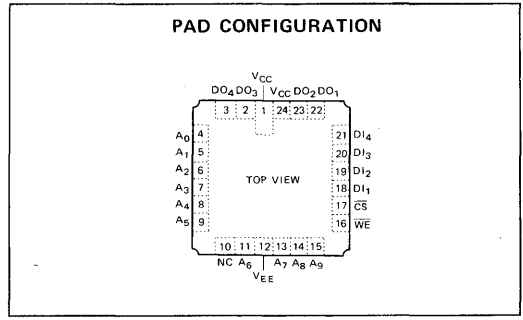 PAD CONFIGURATION
VCC
DO4 DO3 VCC DO2 DO1
3 2 1 24 23 22
A0 4 21 DI4
A1 5 20 DI3
A2 6 19 DI2
A3 7 TOP VIEW 18 DI1
A4 8 17 C̅S̅
A5 9 16 W̅E̅
10 11 12 13 14 15
NC A6 A7 A8 A9
VEE